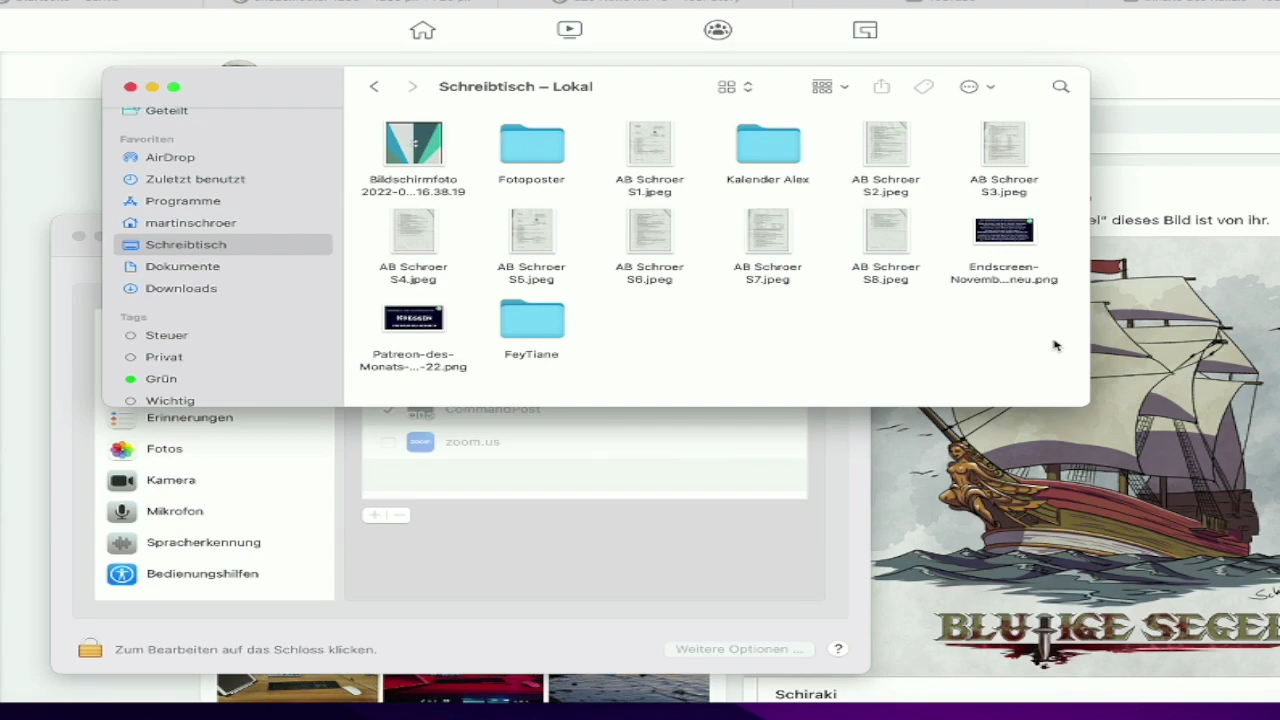 Schreibtisch – Lokal
Geteilt
Favoriten
AirDrop
Zuletzt benutzt
Programme
martinschroer
Schreibtisch
Dokumente
Downloads
Tags
Steuer
Privat
Grün
Wichtig
Bildschirmfoto
2022-0...16.38.19
Fotoposter
AB Schroer
S1.jpeg
Kalender Alex
AB Schroer
S2.jpeg
AB Schroer
S3.jpeg
AB Schroer
S4.jpeg
AB Schroer
S5.jpeg
AB Schroer
S6.jpeg
AB Schroer
S7.jpeg
AB Schroer
S8.jpeg
Endscreen-
Novemb...neu.png
Patreon-des-
Monats-...-22.png
FeyTiane
el“ dieses Bild ist von ihr.
CommandPost
zoom.us
Erinnerungen
Fotos
Kamera
Mikrofon
Spracherkennung
Bedienungshilfen
Zum Bearbeiten auf das Schloss klicken.
Weitere Optionen ...
?
BLUTIGE SEGEL
Schiraki